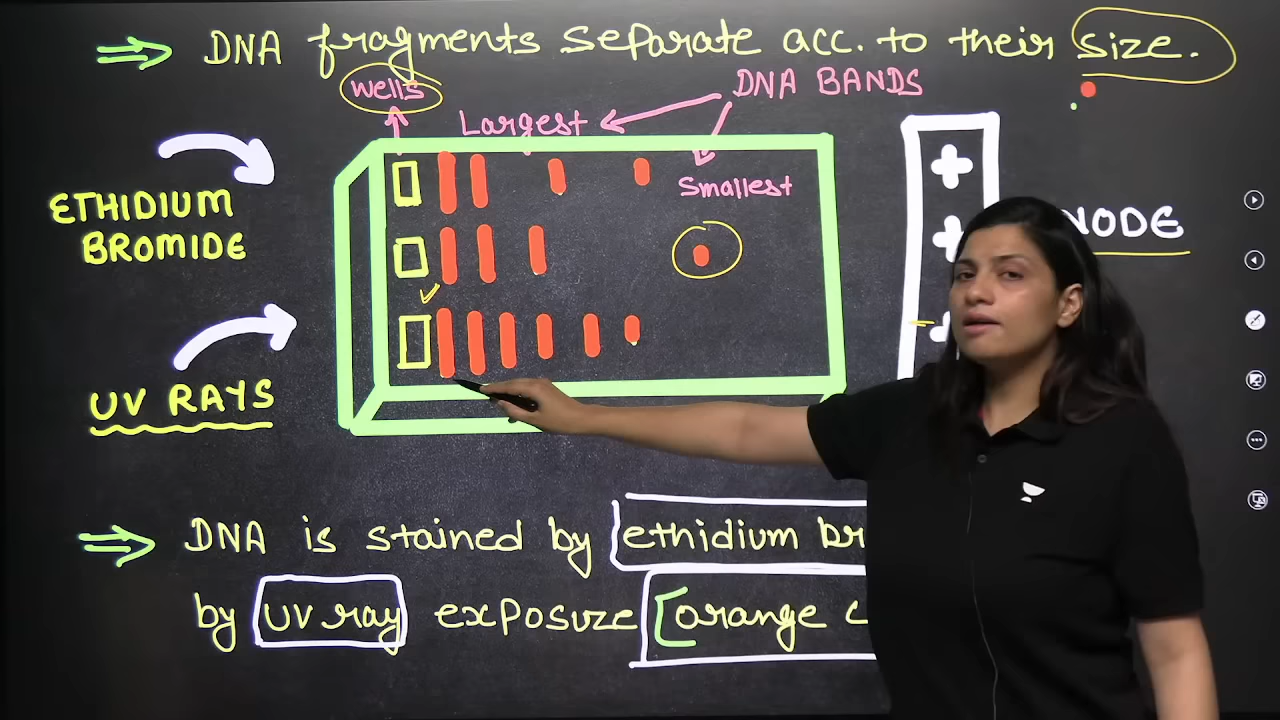 ⇒ DNA fragments separate acc. to their size.
wells
DNA BANDS
Largest
Smallest
ETHIDIUM
BROMIDE
UV RAYS
+
+
NODE
⇒ DNA is stained by ethidium br
by UV ray exposure [orange c